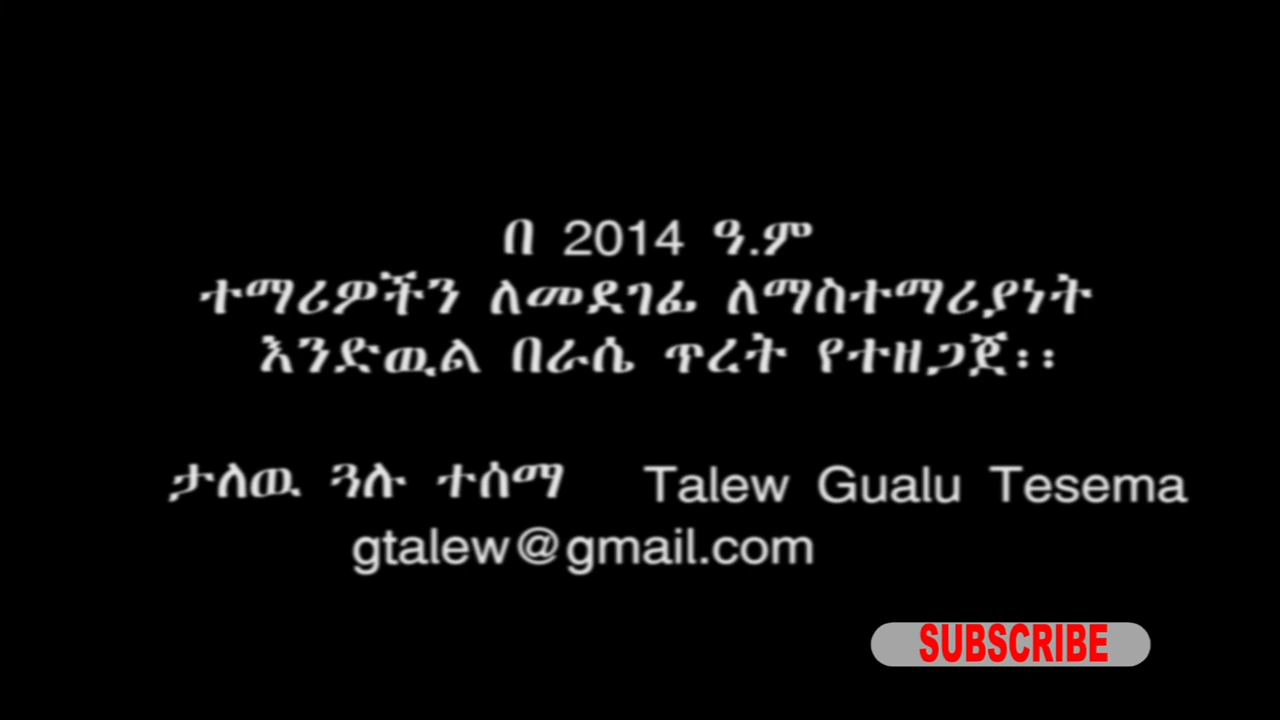 በ 2014 ዓ.ም
ተማሪዎችን ለመደገፊ ለማስተማሪያነት
እንድዉል በራሴ ጥረት የተዘጋጀ፡፡
ታለዉ ጓሉ ተሰማ Talew Gualu Tesema
gtalew@gmail.com
SUBSCRIBE